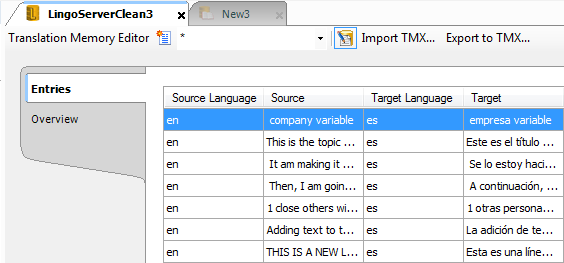 LingoServerClean3 New3
Translation Memory Editor * Import TMX... Export to TMX...
Entries
Overview
Source Language Source Target Language Target
en company variable es empresa variable
en This is the topic ... es Este es el título ...
en It am making it ... es Se lo estoy haci...
en Then, I am goin... es A continuación, ...
en 1 close others wi... es 1 otras persona...
en Adding text to t... es La adición de te...
en THIS IS A NEW L... es Esta es una líne...